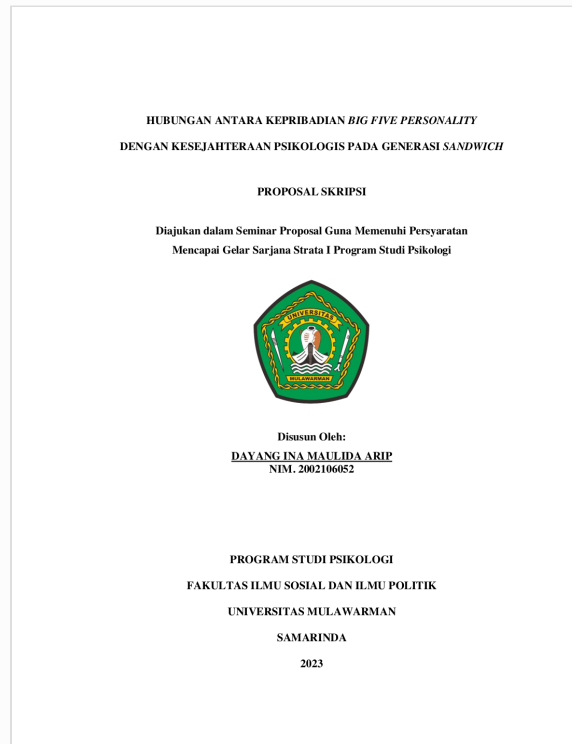 HUBUNGAN ANTARA KEPRIBADIAN BIG FIVE PERSONALITY
DENGAN KESEJAHTERAAN PSIKOLOGIS PADA GENERASI SANDWICH
PROPOSAL SKRIPSI
Diajukan dalam Seminar Proposal Guna Memenuhi Persyaratan
Mencapai Gelar Sarjana Strata I Program Studi Psikologi
UNIVERSITAS
MULAWARMAN
Disusun Oleh:
DAYANG INA MAULIDA ARIP
NIM. 2002106052
PROGRAM STUDI PSIKOLOGI
FAKULTAS ILMU SOSIAL DAN ILMU POLITIK
UNIVERSITAS MULAWARMAN
SAMARINDA
2023